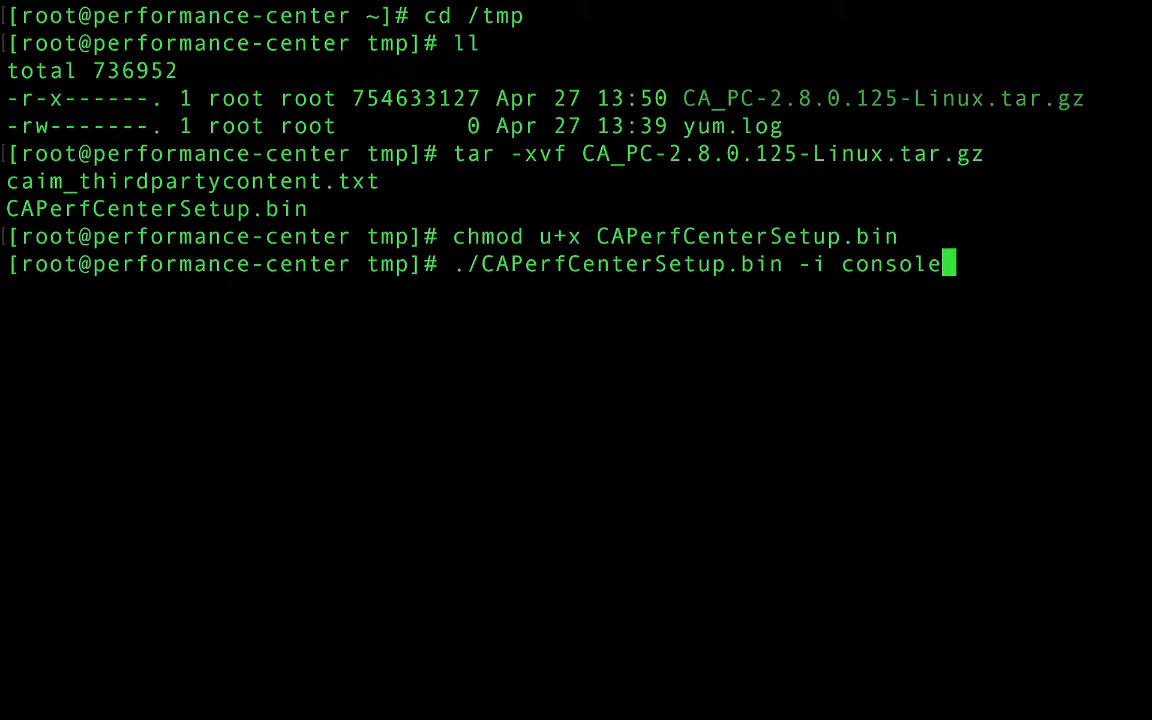 [root@performance-center ~]# cd /tmp
[root@performance-center tmp]# ll
total 736952
-r-x------. 1 root root 754633127 Apr 27 13:50 CA_PC-2.8.0.125-Linux.tar.gz
-rw-------. 1 root root         0 Apr 27 13:39 yum.log
[root@performance-center tmp]# tar -xvf CA_PC-2.8.0.125-Linux.tar.gz
caim_thirdpartycontent.txt
CAPerfCenterSetup.bin
[root@performance-center tmp]# chmod u+x CAPerfCenterSetup.bin
[root@performance-center tmp]# ./CAPerfCenterSetup.bin -i console